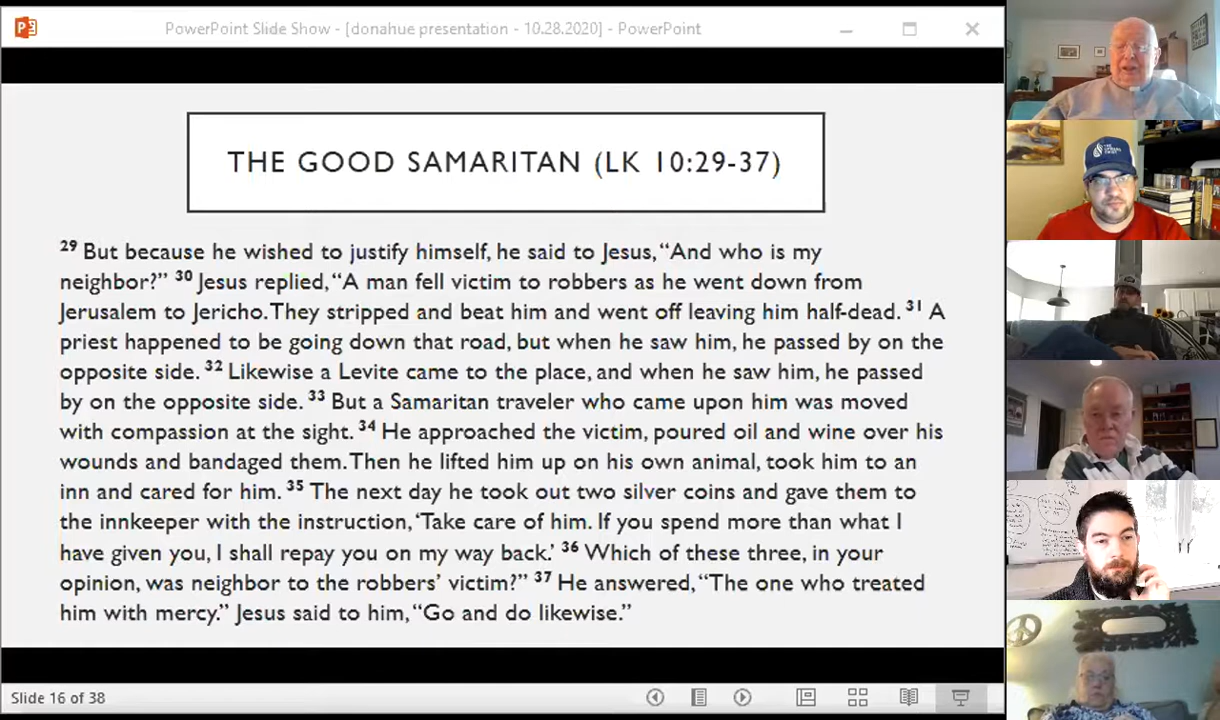 PowerPoint Slide Show - [donahue presentation - 10.28.2020] - PowerPoint
THE GOOD SAMARITAN (LK 10:29-37)
29 But because he wished to justify himself, he said to Jesus, “And who is my
neighbor?” 30 Jesus replied, “A man fell victim to robbers as he went down from
Jerusalem to Jericho. They stripped and beat him and went off leaving him half-dead. 31 A
priest happened to be going down that road, but when he saw him, he passed by on the
opposite side. 32 Likewise a Levite came to the place, and when he saw him, he passed
by on the opposite side. 33 But a Samaritan traveler who came upon him was moved
with compassion at the sight. 34 He approached the victim, poured oil and wine over his
wounds and bandaged them. Then he lifted him up on his own animal, took him to an
inn and cared for him. 35 The next day he took out two silver coins and gave them to
the innkeeper with the instruction, ‘Take care of him. If you spend more than what I
have given you, I shall repay you on my way back.’ 36 Which of these three, in your
opinion, was neighbor to the robbers’ victim?” 37 He answered, “The one who treated
him with mercy.” Jesus said to him, “Go and do likewise.”
Slide 16 of 38